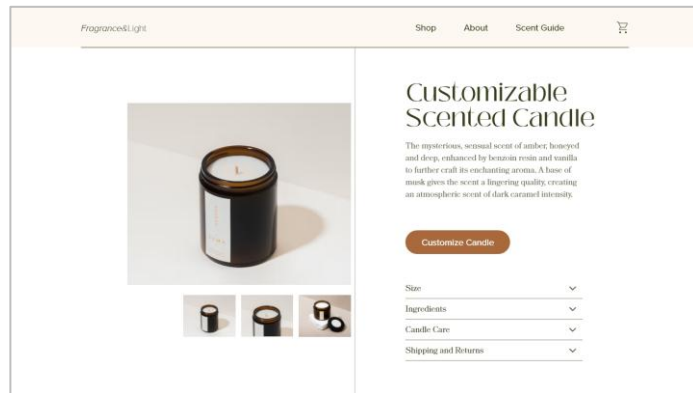 Fragrance&Light
Shop About Scent Guide
Customizable
Scented Candle
The mysterious, sensual scent of amber, honeyed
and deep, enhanced by benzoin resin and vanilla
to further craft its enchanting aroma. A base of
musk gives the scent a lingering quality, creating
an atmospheric scent of dark caramel intensity.
Customize Candle
Size
Ingredients
Candle Care
Shipping and Returns